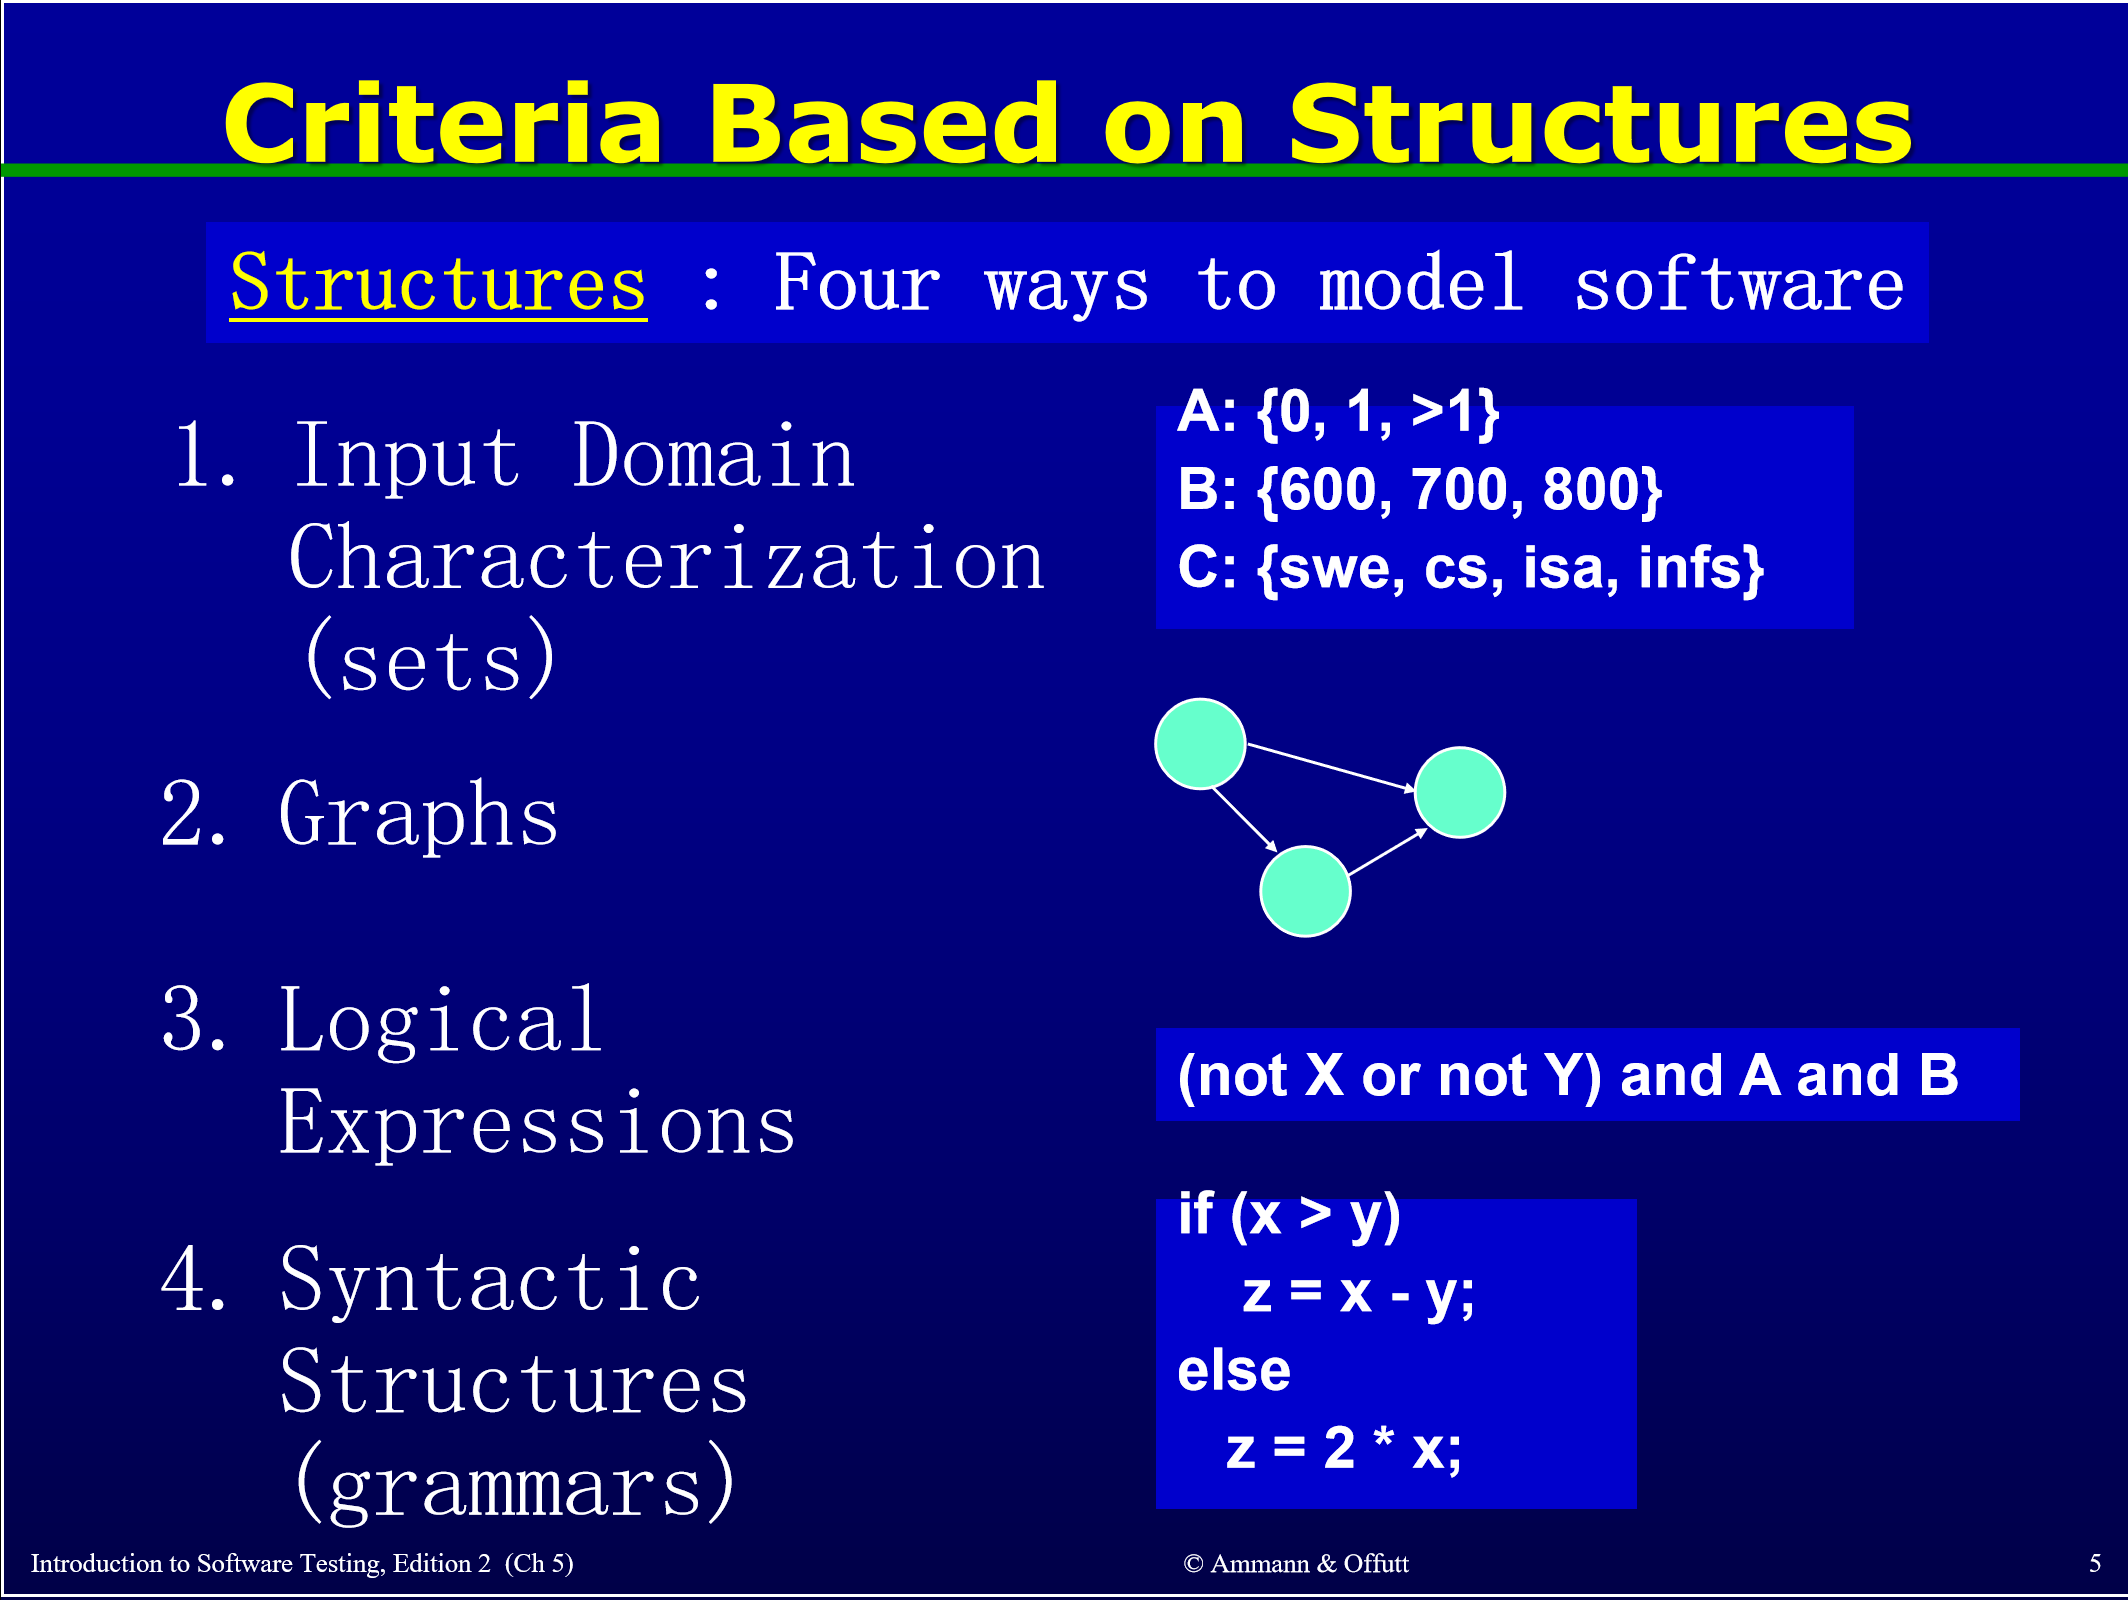 Criteria Based on Structures
Structures : Four ways to model software
1. Input Domain
Characterization
(sets)
A: {0, 1, >1}
B: {600, 700, 800}
C: {swe, cs, isa, infs}
2. Graphs
3. Logical
Expressions
(not X or not Y) and A and B
4. Syntactic
Structures
(grammars)
if (x > y)
z = x - y;
else
z = 2 * x;
Introduction to Software Testing, Edition 2 (Ch 5)
© Ammann & Offutt
5